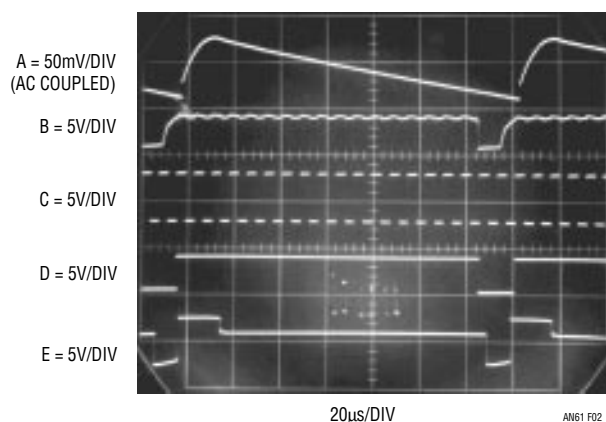 A = 50mV/DIV
(AC COUPLED)
B = 5V/DIV
C = 5V/DIV
D = 5V/DIV
E = 5V/DIV
20µs/DIV
AN61 F02